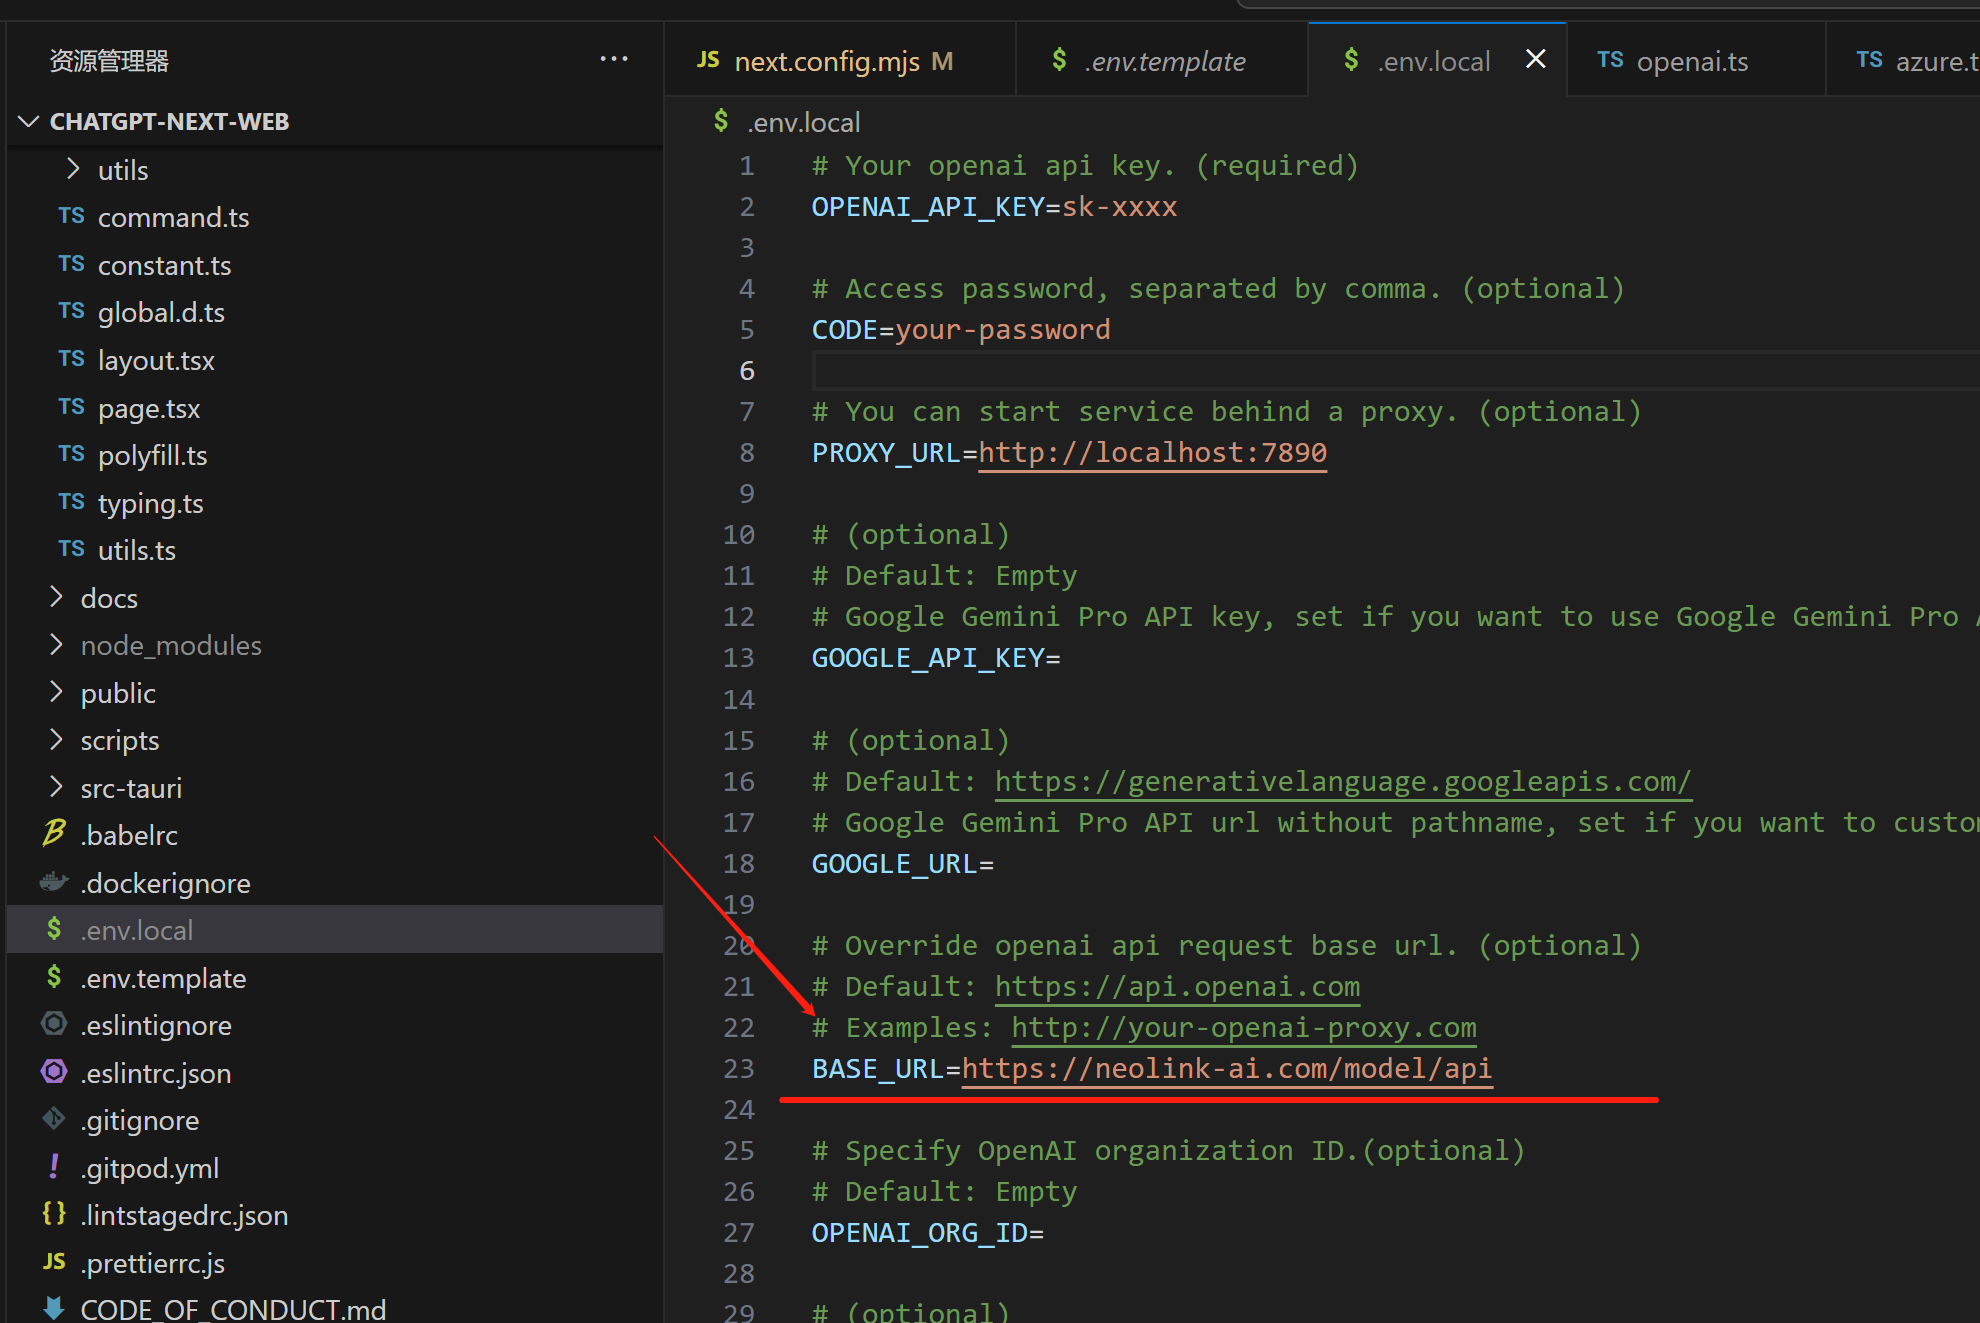 资源管理器
CHATGPT-NEXT-WEB
utils
TS command.ts
TS constant.ts
TS global.d.ts
TS layout.tsx
TS page.tsx
TS polyfill.ts
TS typing.ts
TS utils.ts
docs
node_modules
public
scripts
src-tauri
.babelrc
.dockerignore
$ .env.local
$ .env.template
.eslintignore
.eslintrc.json
.gitignore
! .gitpod.yml
{} .lintstagedrc.json
JS .prettierrc.js
CODE_OF_CONDUCT.md
JS next.config.mjs M
$ .env.template
$ .env.local
TS openai.ts
TS azure.t
$ .env.local
1 # Your openai api key. (required)
2 OPENAI_API_KEY=sk-xxxx
3
4 # Access password, separated by comma. (optional)
5 CODE=your-password
6
7 # You can start service behind a proxy. (optional)
8 PROXY_URL=http://localhost:7890
9
10 # (optional)
11 # Default: Empty
12 # Google Gemini Pro API key, set if you want to use Google Gemini Pro
13 GOOGLE_API_KEY=
14
15 # (optional)
16 # Default: https://generativelanguage.googleapis.com/
17 # Google Gemini Pro API url without pathname, set if you want to custo
18 GOOGLE_URL=
19
20 # Override openai api request base url. (optional)
21 # Default: https://api.openai.com
22 # Examples: http://your-openai-proxy.com
23 BASE_URL=https://neolink-ai.com/model/api
24
25 # Specify OpenAI organization ID.(optional)
26 # Default: Empty
27 OPENAI_ORG_ID=
28
29 # (optional)